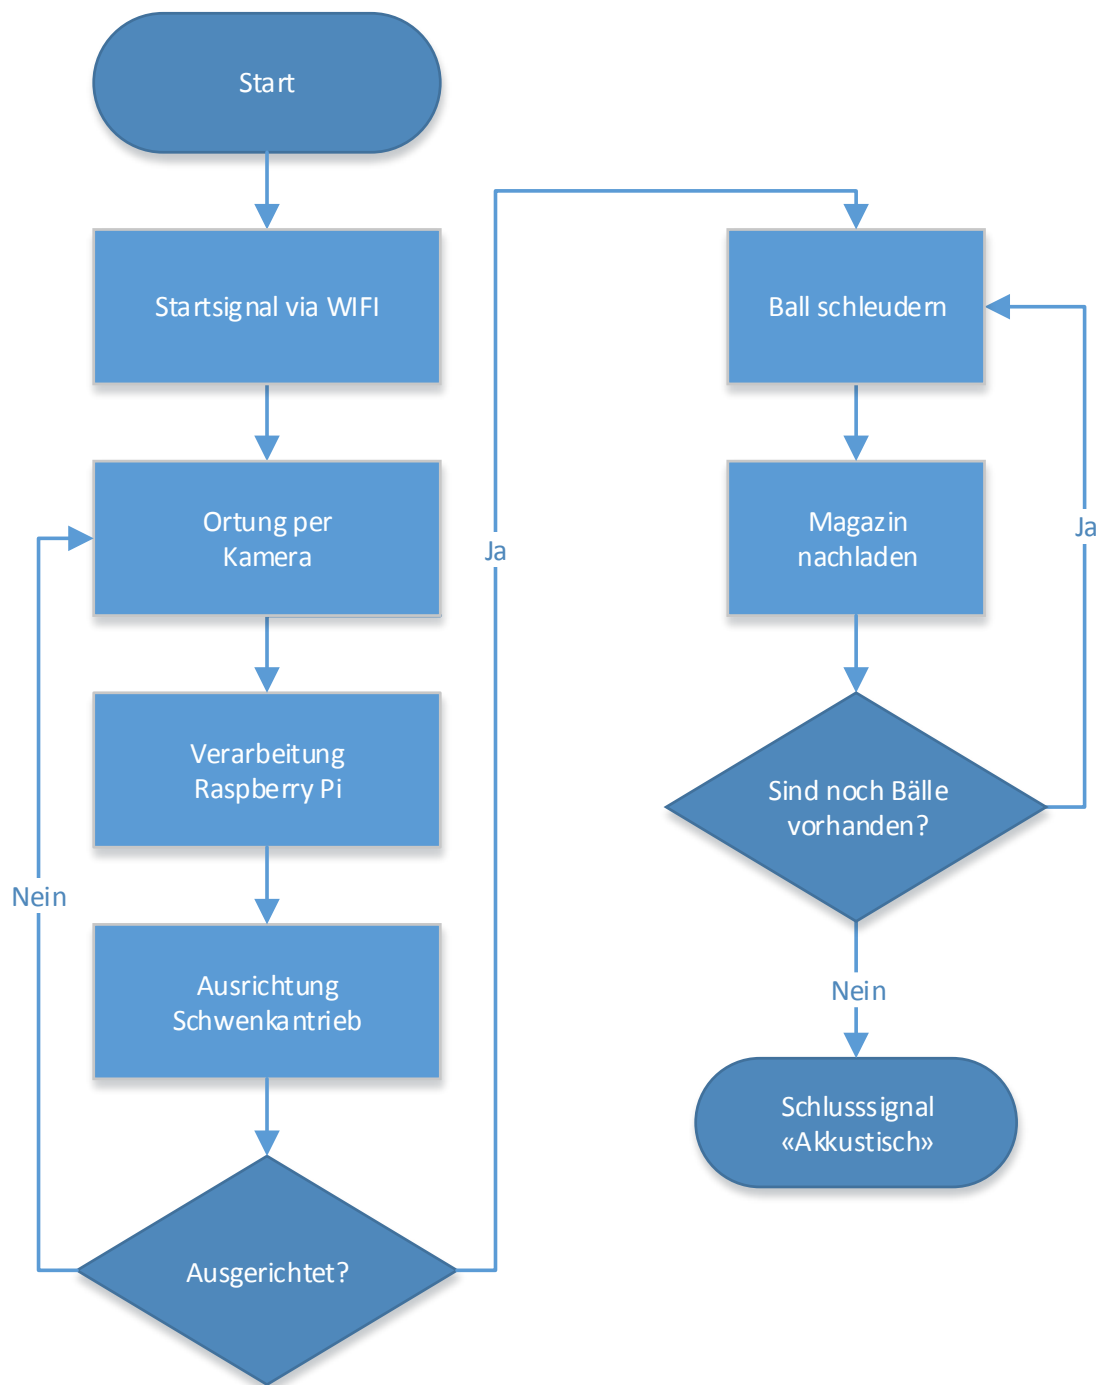 Start
Startsignal via WIFI
Ortung per
Kamera
Verarbeitung
Raspberry Pi
Nein
Ausrichtung
Schwenkantrieb
Ausgerichtet?
Ja
Ball schleudern
Magazin
nachladen
Ja
Sind noch Bälle
vorhanden?
Nein
Schlusssignal
«Akkustisch»